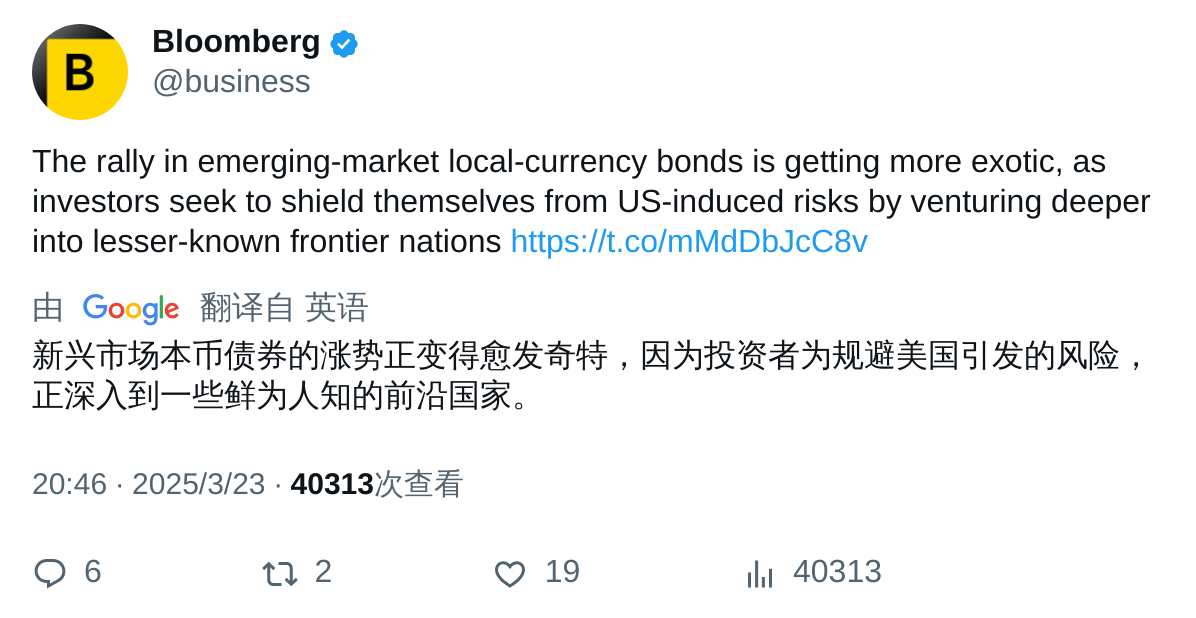 B
Bloomberg
@business
The rally in emerging-market local-currency bonds is getting more exotic, as
investors seek to shield themselves from US-induced risks by venturing deeper
into lesser-known frontier nations https://t.co/mMdDbJcC8v
由 Google 翻译自 英语
新兴市场本币债券的涨势正变得愈发奇特，因为投资者为规避美国引发的风险，
正深入到一些鲜为人知的前沿国家。
20:46 · 2025/3/23 · 40313次查看
6 2 19 40313